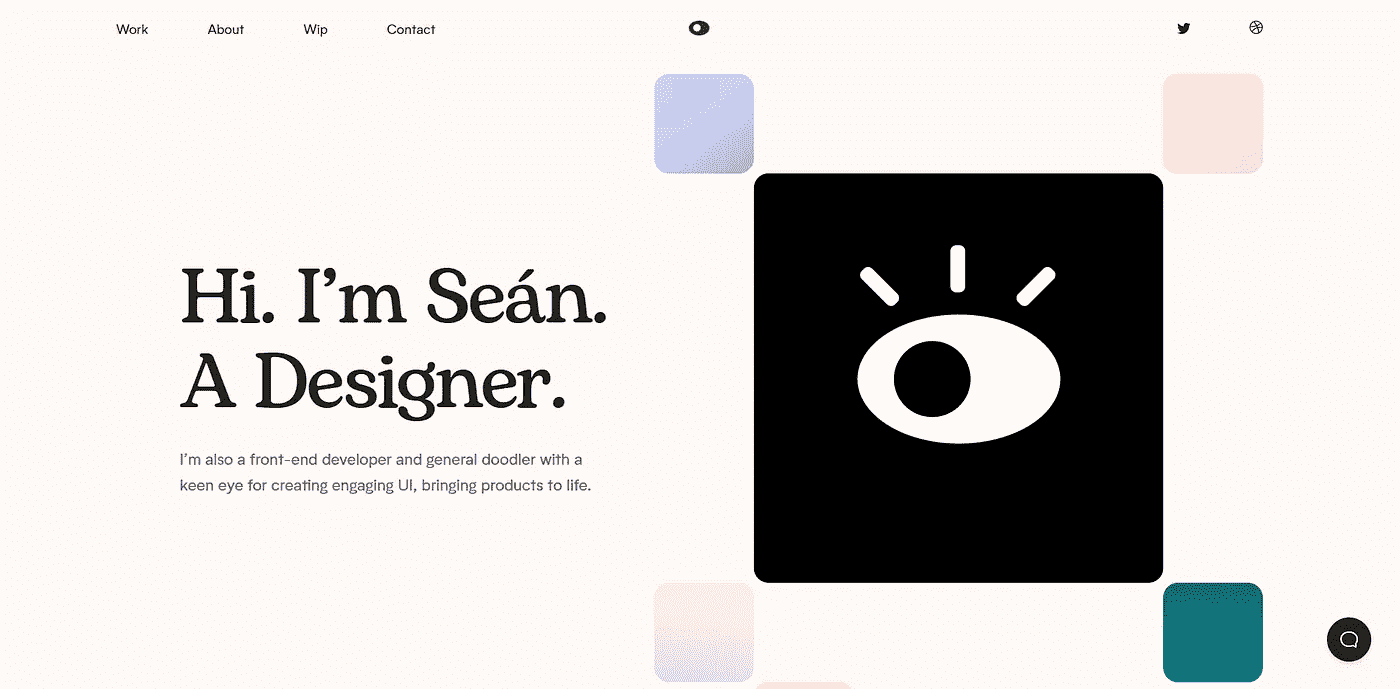 Work
About
Wip
Contact
Hi. I’m Seán.
A Designer.
I’m also a front-end developer and general doodler with a
keen eye for creating engaging UI, bringing products to life.